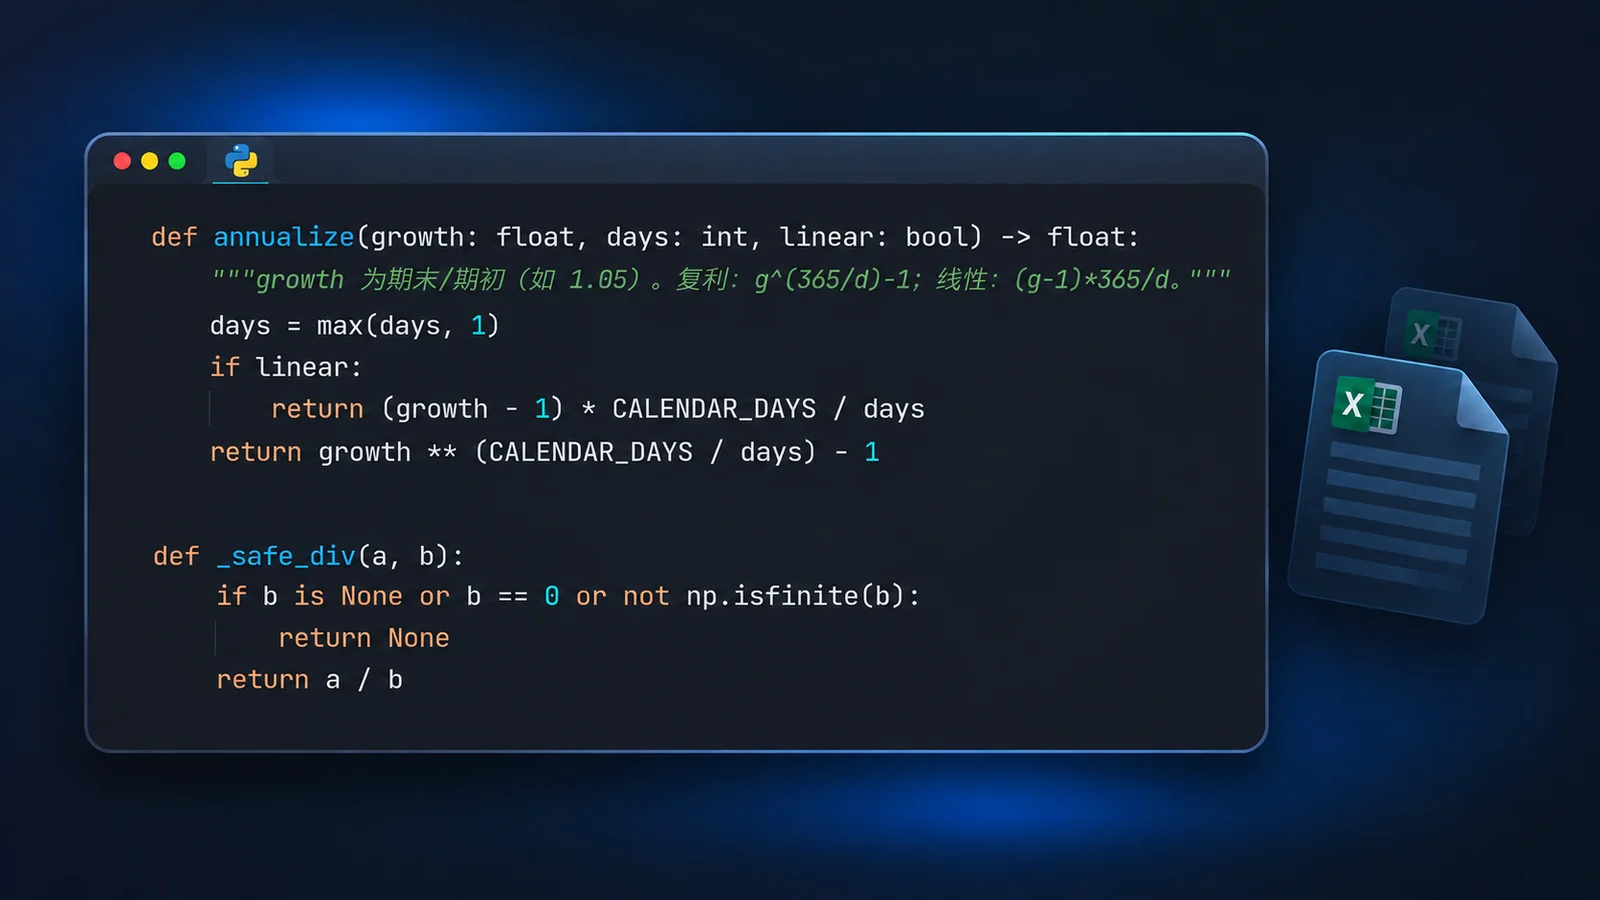 def annualize(growth: float, days: int, linear: bool) -> float:
"""growth 为期末/期初（如 1.05）。复利：g^(365/d)-1；线性：(g-1)*365/d。"""
days = max(days, 1)
if linear:
return (growth - 1) * CALENDAR_DAYS / days
return growth ** (CALENDAR_DAYS / days) - 1
def _safe_div(a, b):
if b is None or b == 0 or not np.isfinite(b):
return None
return a / b
X
X